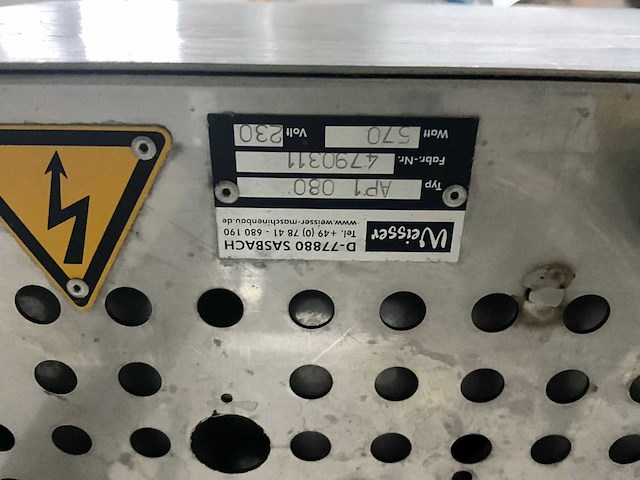 Weisser
D-77880 SASBACH
Tel. +49 (0) 78 41 - 680 190
www.weisser-maschinenbau.de
Typ AP1 080
Fabr.-Nr. 4790311
Watt 570 Volt 230